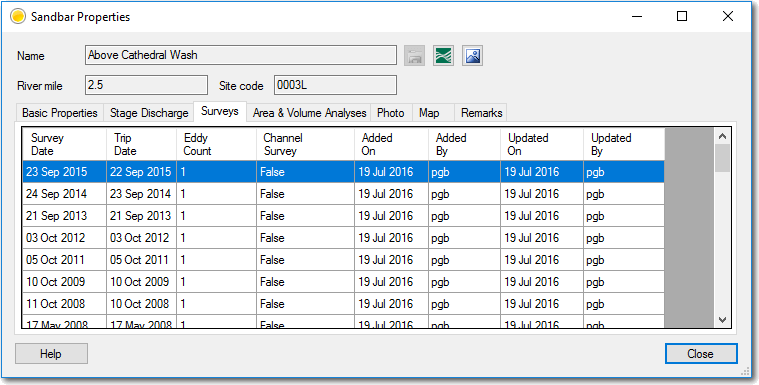 Sandbar Properties
Name Above Cathedral Wash
River mile 2.5 Site code 0003L
Basic Properties Stage Discharge Surveys Area & Volume Analyses Photo Map Remarks
Survey Trip Eddy Channel Added Added Updated Updated
Date Date Count Survey On By On By
23 Sep 2015 22 Sep 2015 1 False 19 Jul 2016 pgb 19 Jul 2016 pgb
24 Sep 2014 23 Sep 2014 1 False 19 Jul 2016 pgb 19 Jul 2016 pgb
21 Sep 2013 21 Sep 2013 1 False 19 Jul 2016 pgb 19 Jul 2016 pgb
03 Oct 2012 03 Oct 2012 1 False 19 Jul 2016 pgb 19 Jul 2016 pgb
05 Oct 2011 05 Oct 2011 1 False 19 Jul 2016 pgb 19 Jul 2016 pgb
10 Oct 2009 10 Oct 2009 1 False 19 Jul 2016 pgb 19 Jul 2016 pgb
11 Oct 2008 11 Oct 2008 1 False 19 Jul 2016 pgb 19 Jul 2016 pgb
17 May 2008 17 May 2008 1 False 19 Jul 2016 pgb 19 Jul 2016 pgb
Help Close